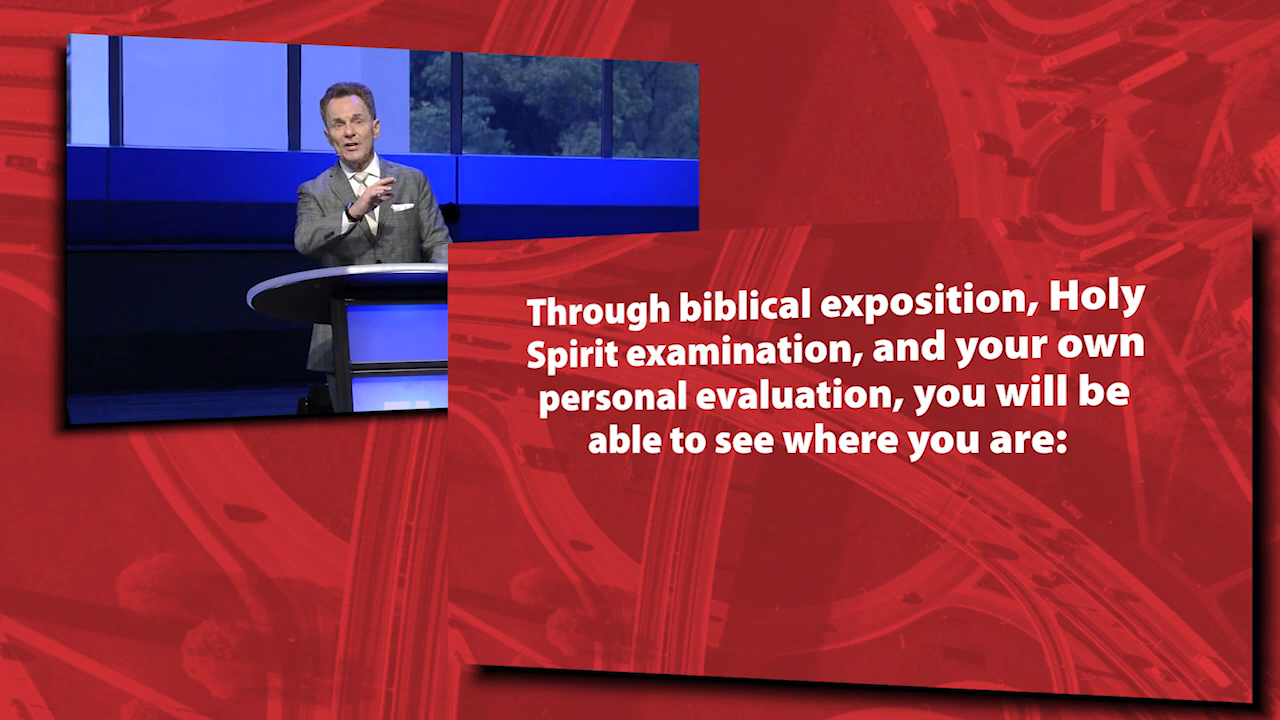 Through biblical exposition, Holy
Spirit examination, and your own
personal evaluation, you will be
able to see where you are: